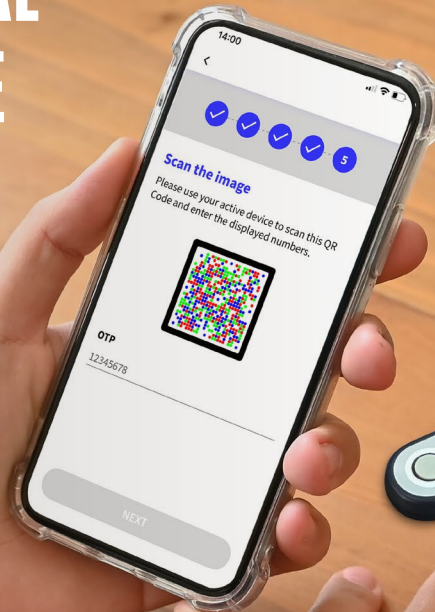 14:00
5
Scan the image
Please use your active device to scan this QR
Code and enter the displayed numbers.
OTP
12345678
NEXT